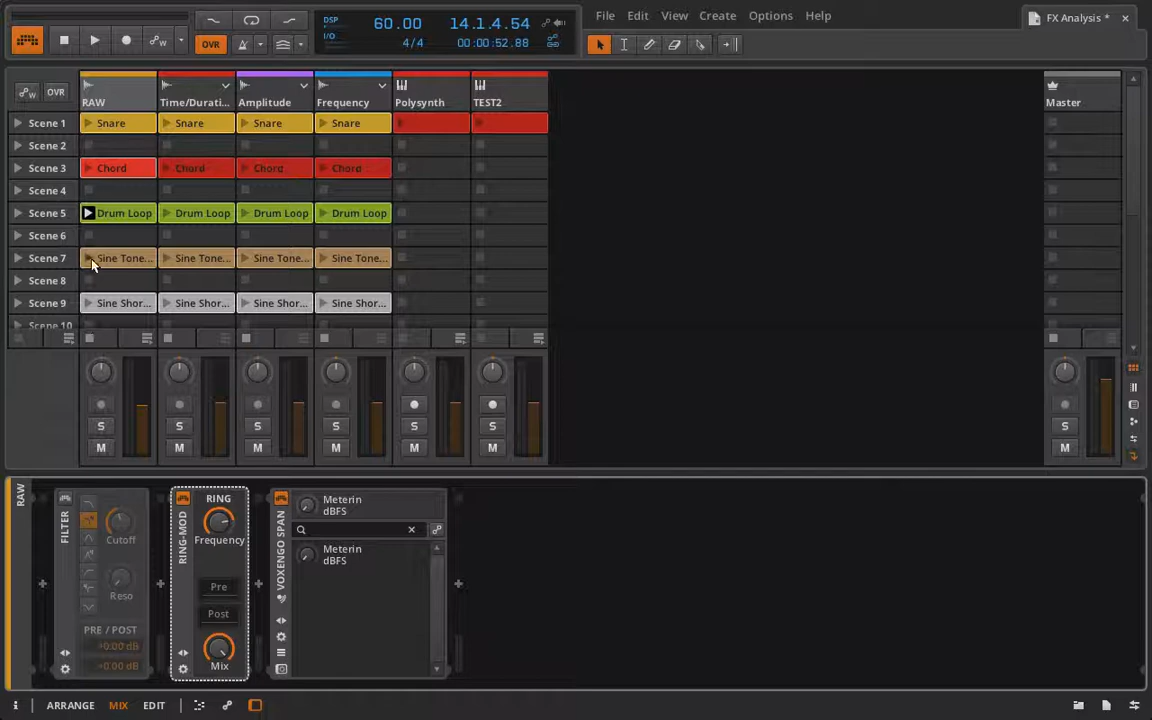 DSP
I/O
60.00
14.1.4.54
4/4
00:00:52.88
OVR
File Edit View Create Options Help
FX Analysis *
W
OVR
RAW
Time/Durati...
Amplitude
Frequency
Polysynth
TEST2
Master
Scene 1 Snare Snare Snare Snare
Scene 2
Scene 3 Chord Chord Chord Chord
Scene 4
Scene 5 Drum Loop Drum Loop Drum Loop Drum Loop
Scene 6
Scene 7 Sine Tone... Sine Tone... Sine Tone... Sine Tone...
Scene 8
Scene 9 Sine Shor... Sine Shor... Sine Shor... Sine Shor...
Scene 10
S S S S S S S
M M M M M M M
RAW
FILTER
Cutoff
Reso
PRE / POST
+0.00 dB
+0.00 dB
RING-MOD
RING
Frequency
Pre
Post
Mix
VOXENGO SPAN
Meterin
dBFS
Meterin
dBFS
i ARRANGE MIX EDIT